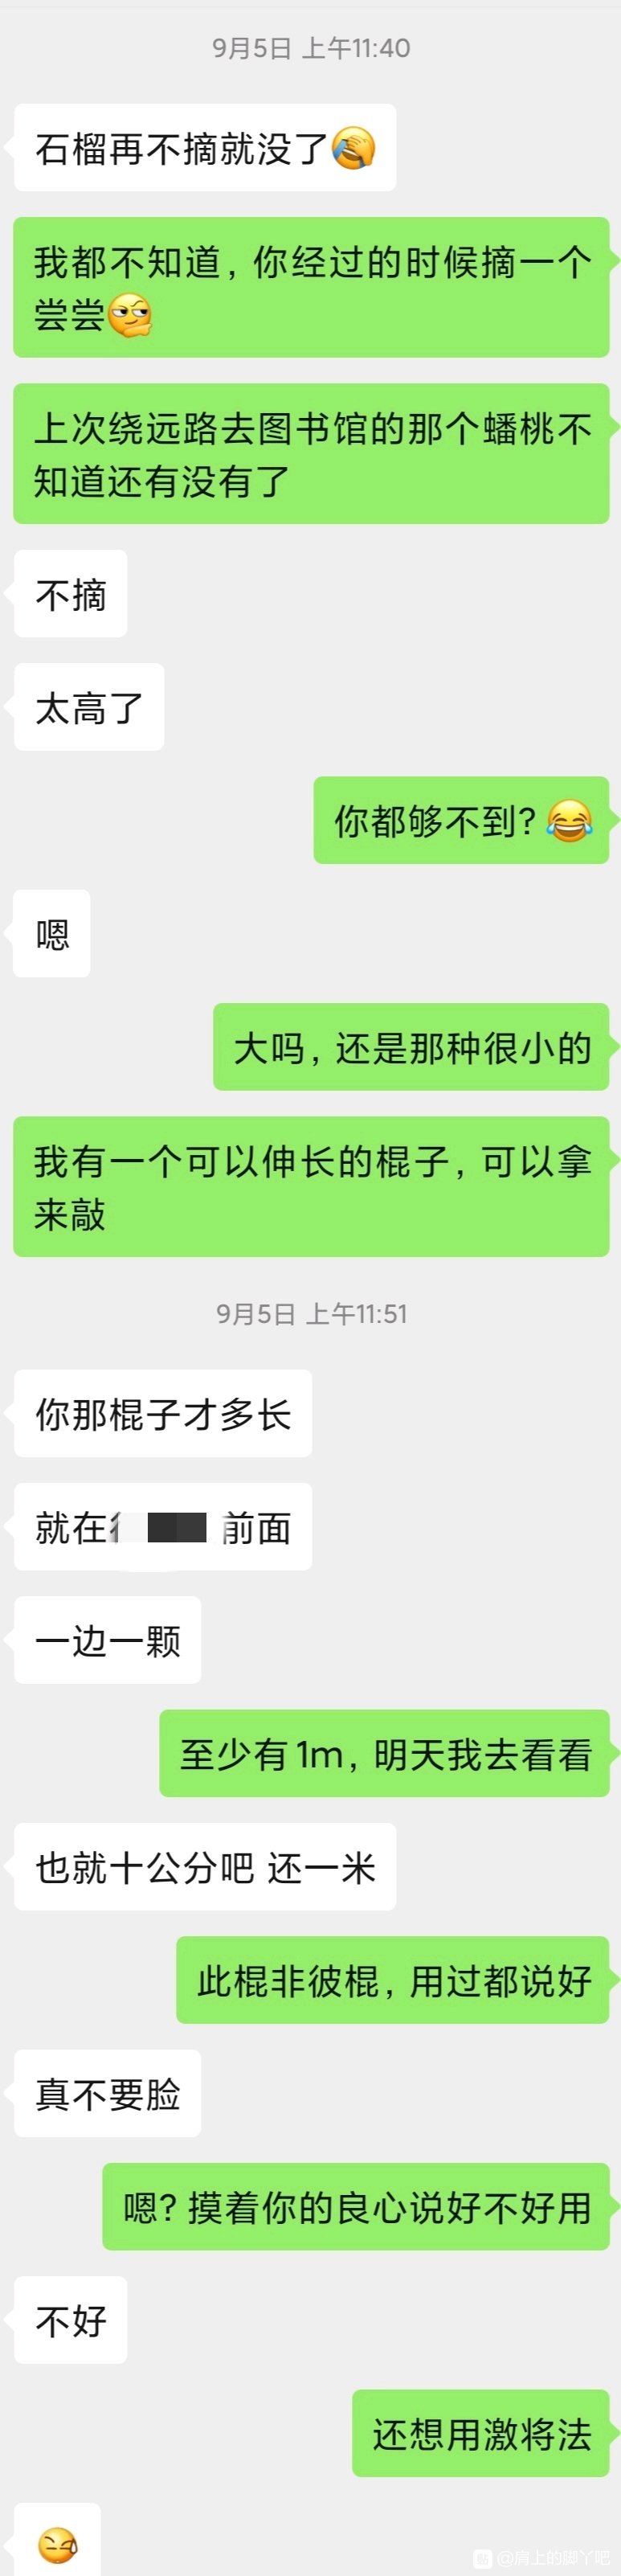 9月5日 上午11:40
石榴再不摘就没了
我都不知道，你经过的时候摘一个
尝尝
上次绕远路去图书馆的那个蟠桃不
知道还有没有了
不摘
太高了
你都够不到？
嗯
大吗，还是那种很小的
我有一个可以伸长的棍子，可以拿
来敲
9月5日 上午11:51
你那棍子才多长
就在 前面
一边一颗
至少有1m，明天我去看看
也就十公分吧 还一米
此棍非彼棍，用过都说好
真不要脸
嗯？摸着你的良心说好不好用
不好
还想用激将法
贴 @肩上的脚丫吧